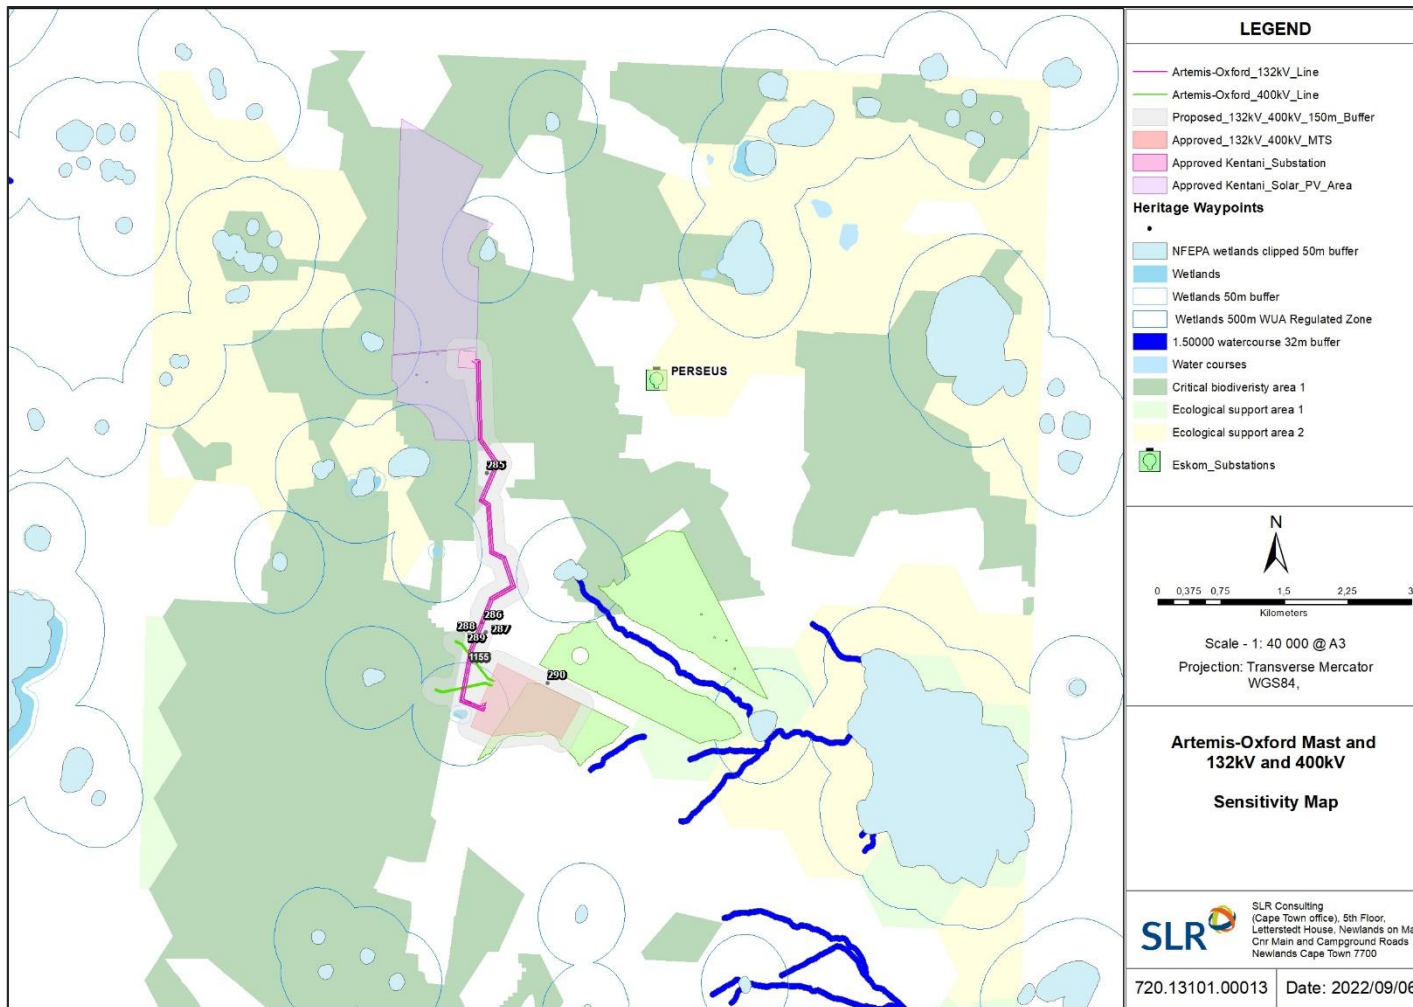 LEGEND
Artemis-Oxford_132kV_Line
Artemis-Oxford_400kV_Line
Proposed_132kV_400kV_150m_Buffer
Approved_132kV_400kV_MTS
Approved Kentani_Substation
Approved Kentani_Solar_PV_Area
Heritage Waypoints
NFEPA wetlands clipped 50m buffer
Wetlands
Wetlands 50m buffer
Wetlands 500m WUA Regulated Zone
1.50000 watercourse 32m buffer
Water courses
Critical biodiveristy area 1
Ecological support area 1
Ecological support area 2
Eskom_Substations
PERSEUS
285
286
288
287
289
1155
290
N
0 0,375 0,75 1,5 2,25 3
Kilometers
Scale - 1: 40 000 @ A3
Projection: Transverse Mercator
WGS84,
Artemis-Oxford Mast and
132kV and 400kV
Sensitivity Map
SLR
SLR Consulting
(Cape Town office), 5th Floor,
Letterstedt House, Newlands on Ma
Cnr Main and Campground Roads
Newlands Cape Town 7700
720.13101.00013
Date: 2022/09/06